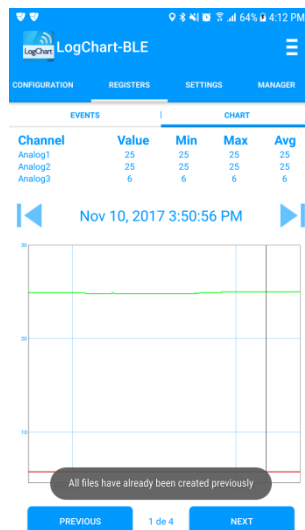 64% 4:12 PM
LogChart LogChart-BLE
CONFIGURATION REGISTERS SETTINGS MANAGER
EVENTS CHART
Channel Value Min Max Avg
Analog1 25 25 25 25
Analog2 25 25 25 25
Analog3 6 6 6 6
Nov 10, 2017 3:50:56 PM
30
20
10
All files have already been created previously
PREVIOUS 1 de 4 NEXT